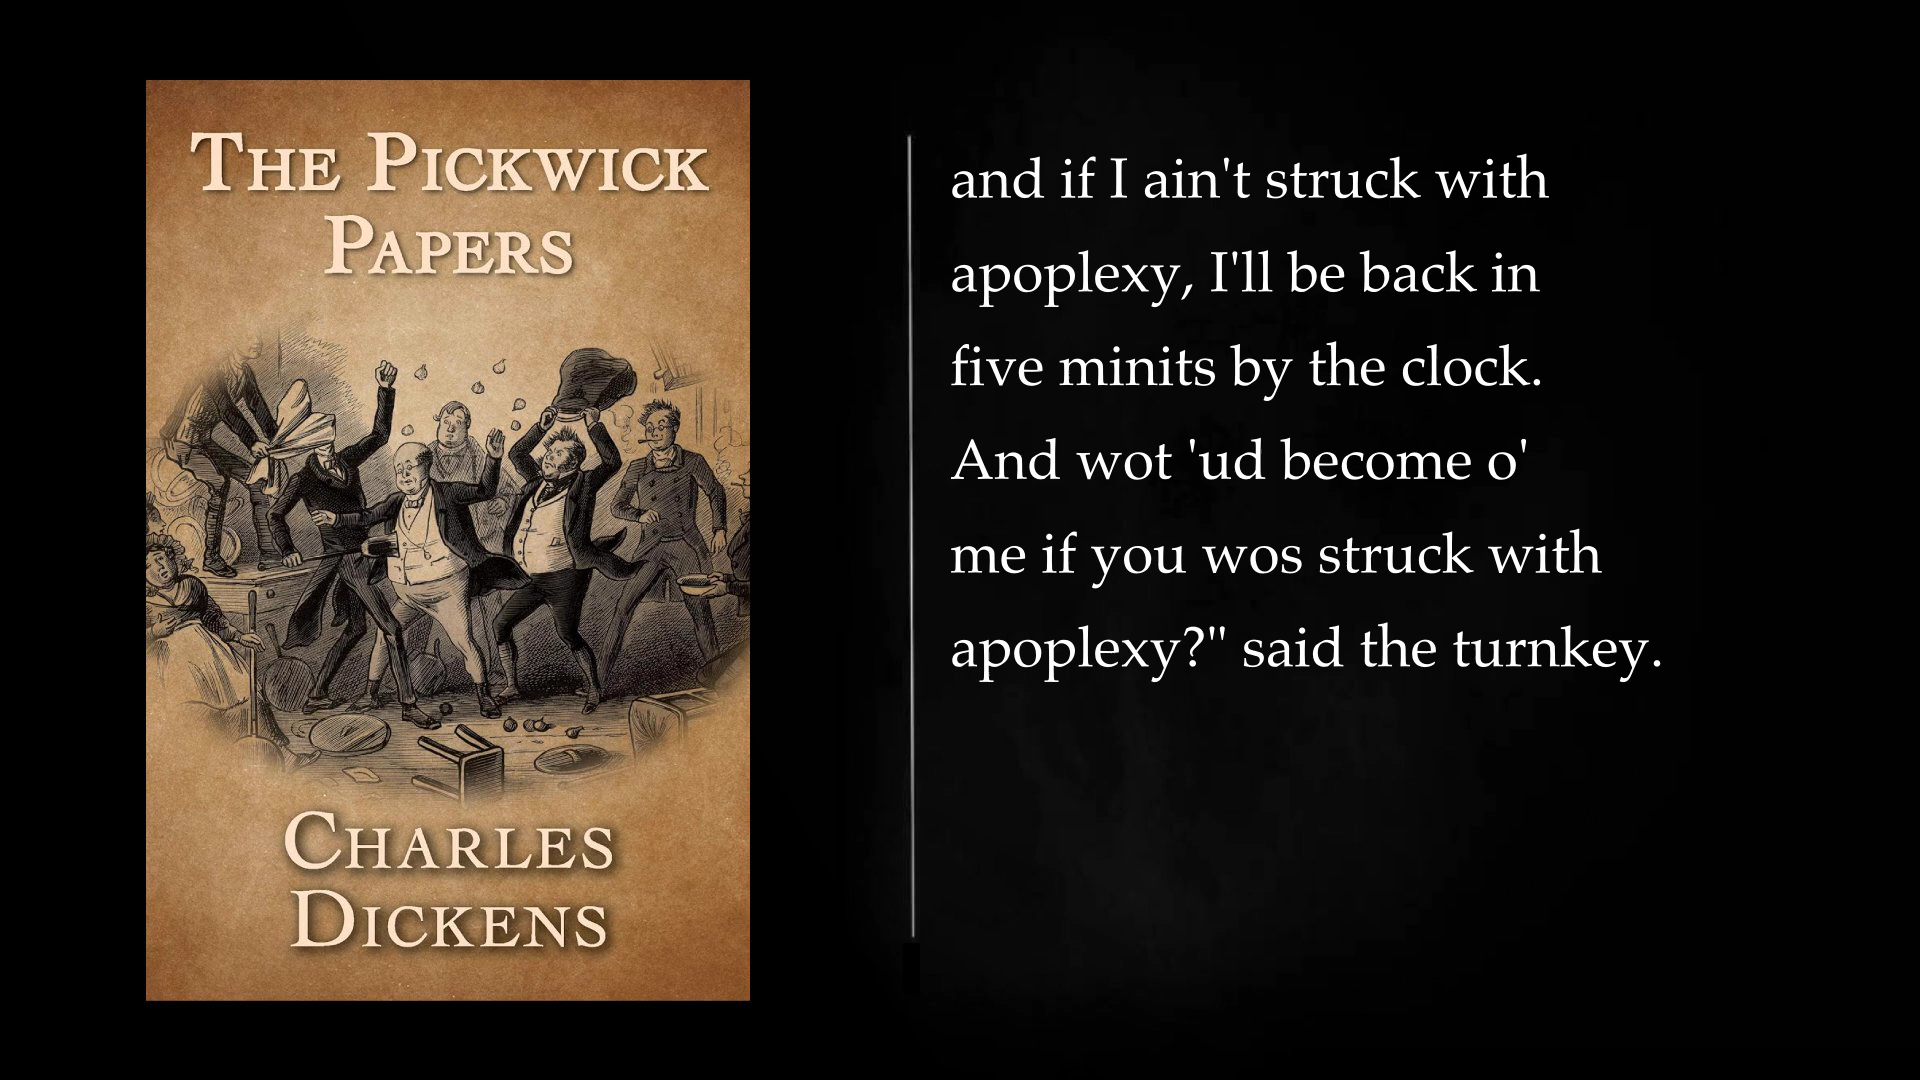 THE PICKWICK
PAPERS
CHARLES
DICKENS
and if I ain't struck with
apoplexy, I'll be back in
five minits by the clock.
And wot 'ud become o'
me if you wos struck with
apoplexy?" said the turnkey.